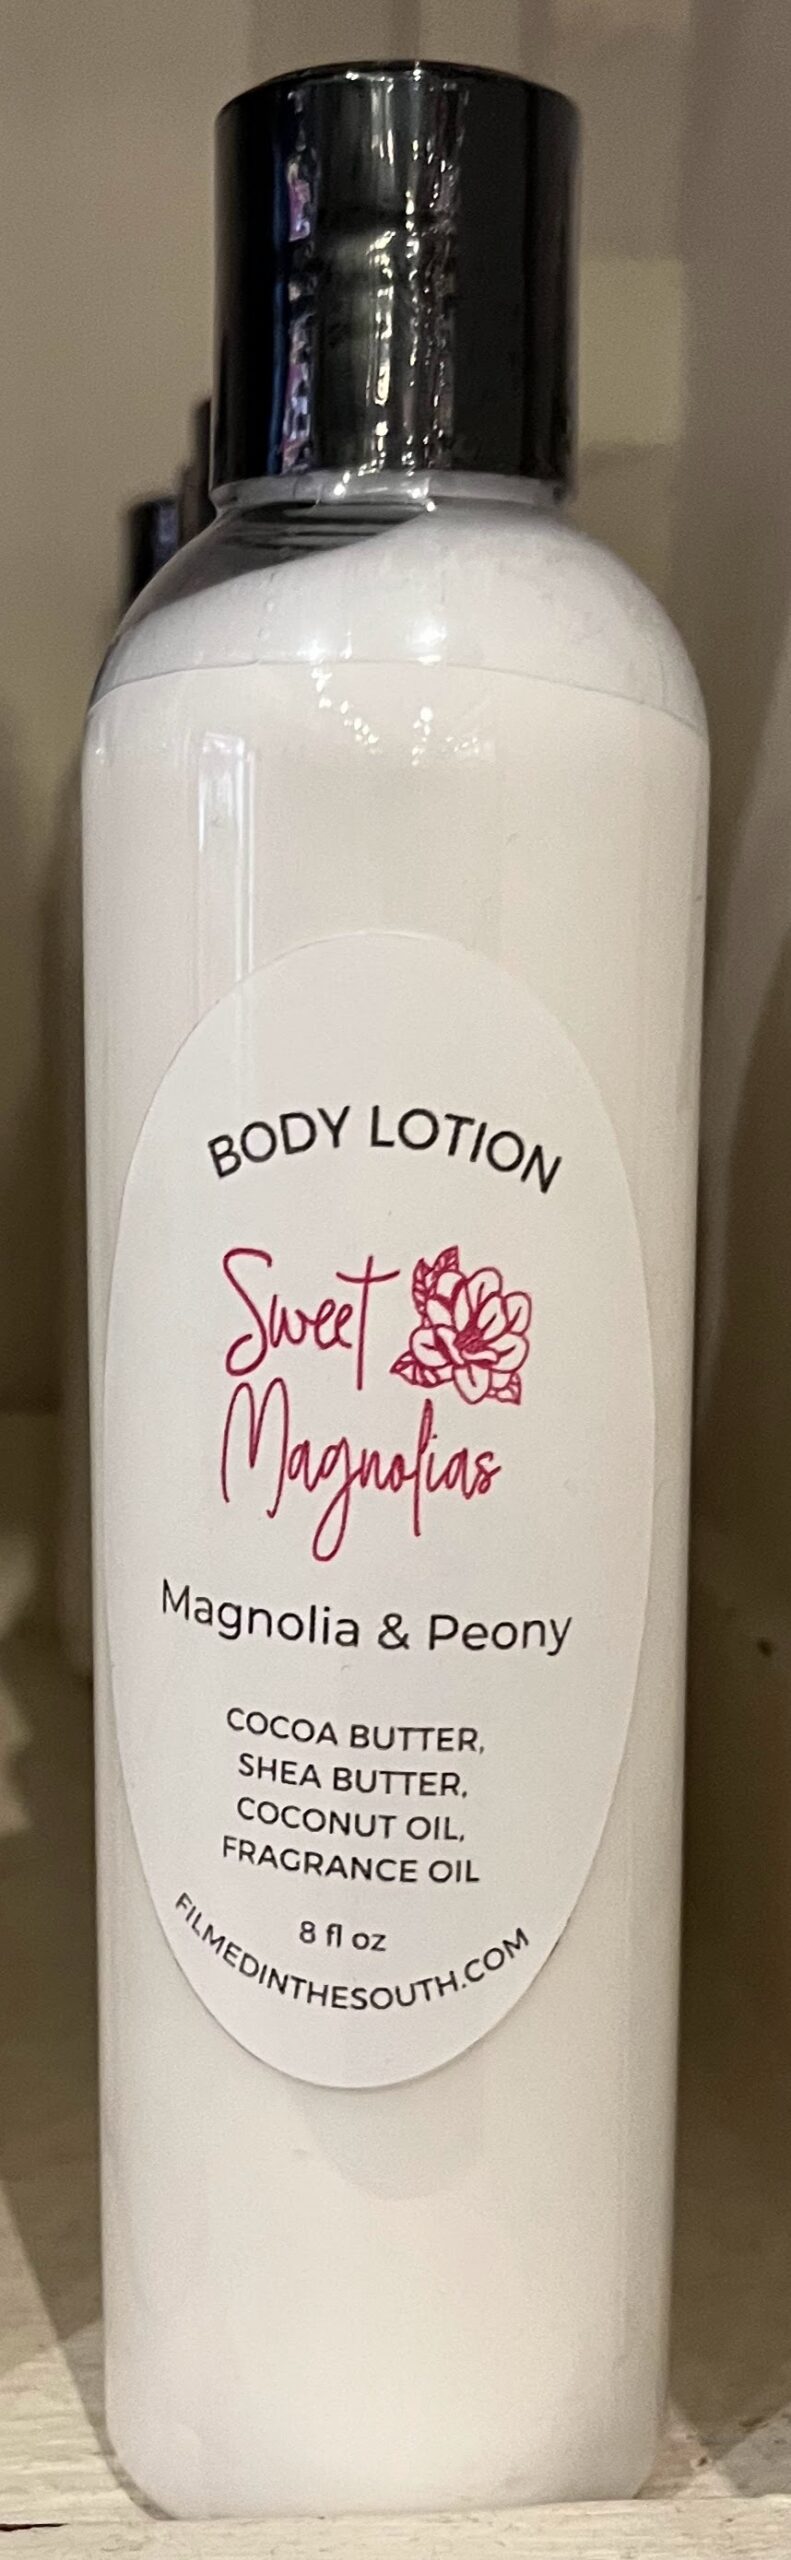 BODY LOTION
Sweet
Magnolias
Magnolia & Peony
COCOA BUTTER,
SHEA BUTTER,
COCONUT OIL,
FRAGRANCE OIL
8 fl oz
FILMEDINTHESOUTH.COM